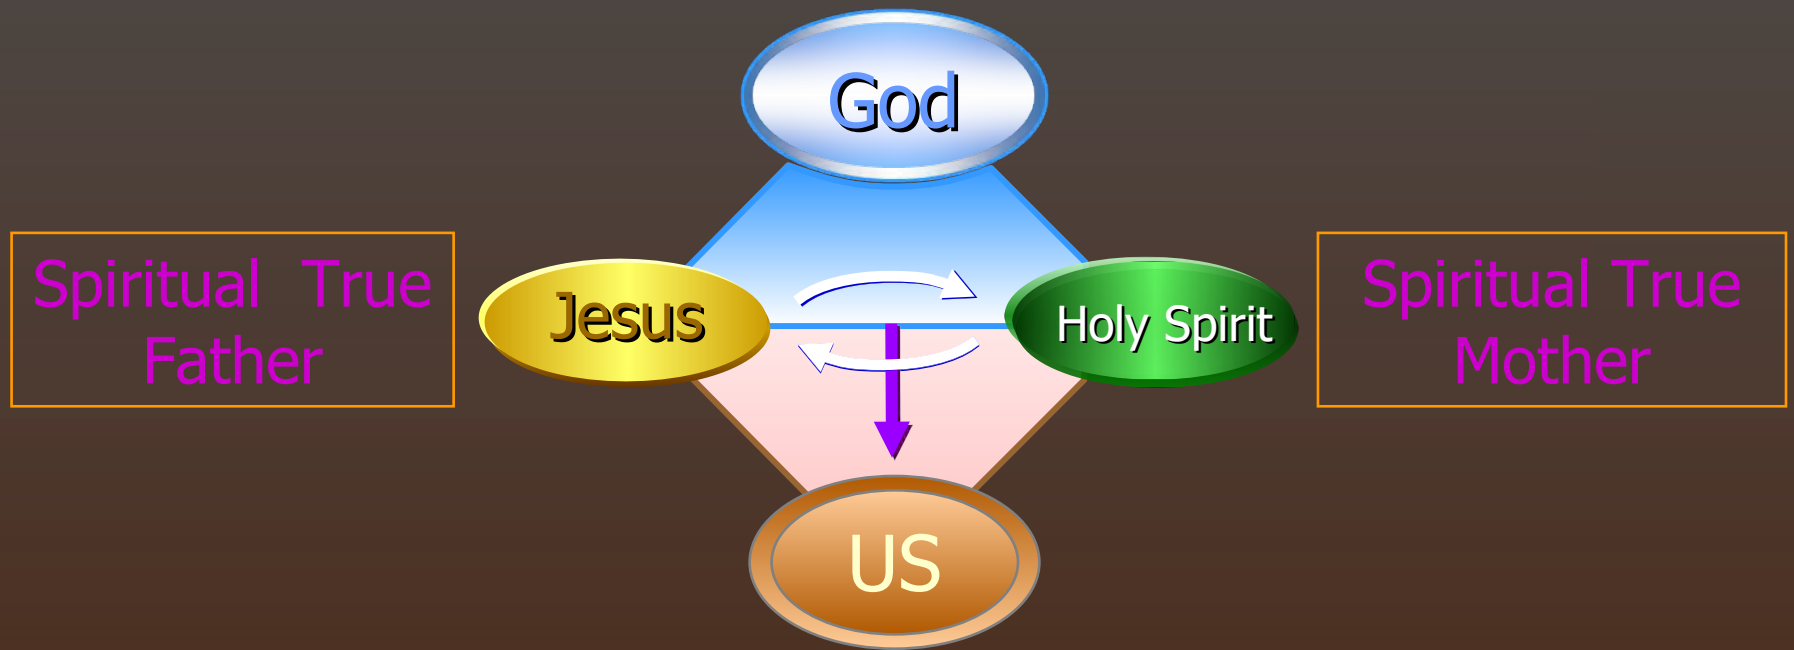 God
Spiritual True
Father
Jesus
Holy Spirit
Spiritual True
Mother
US